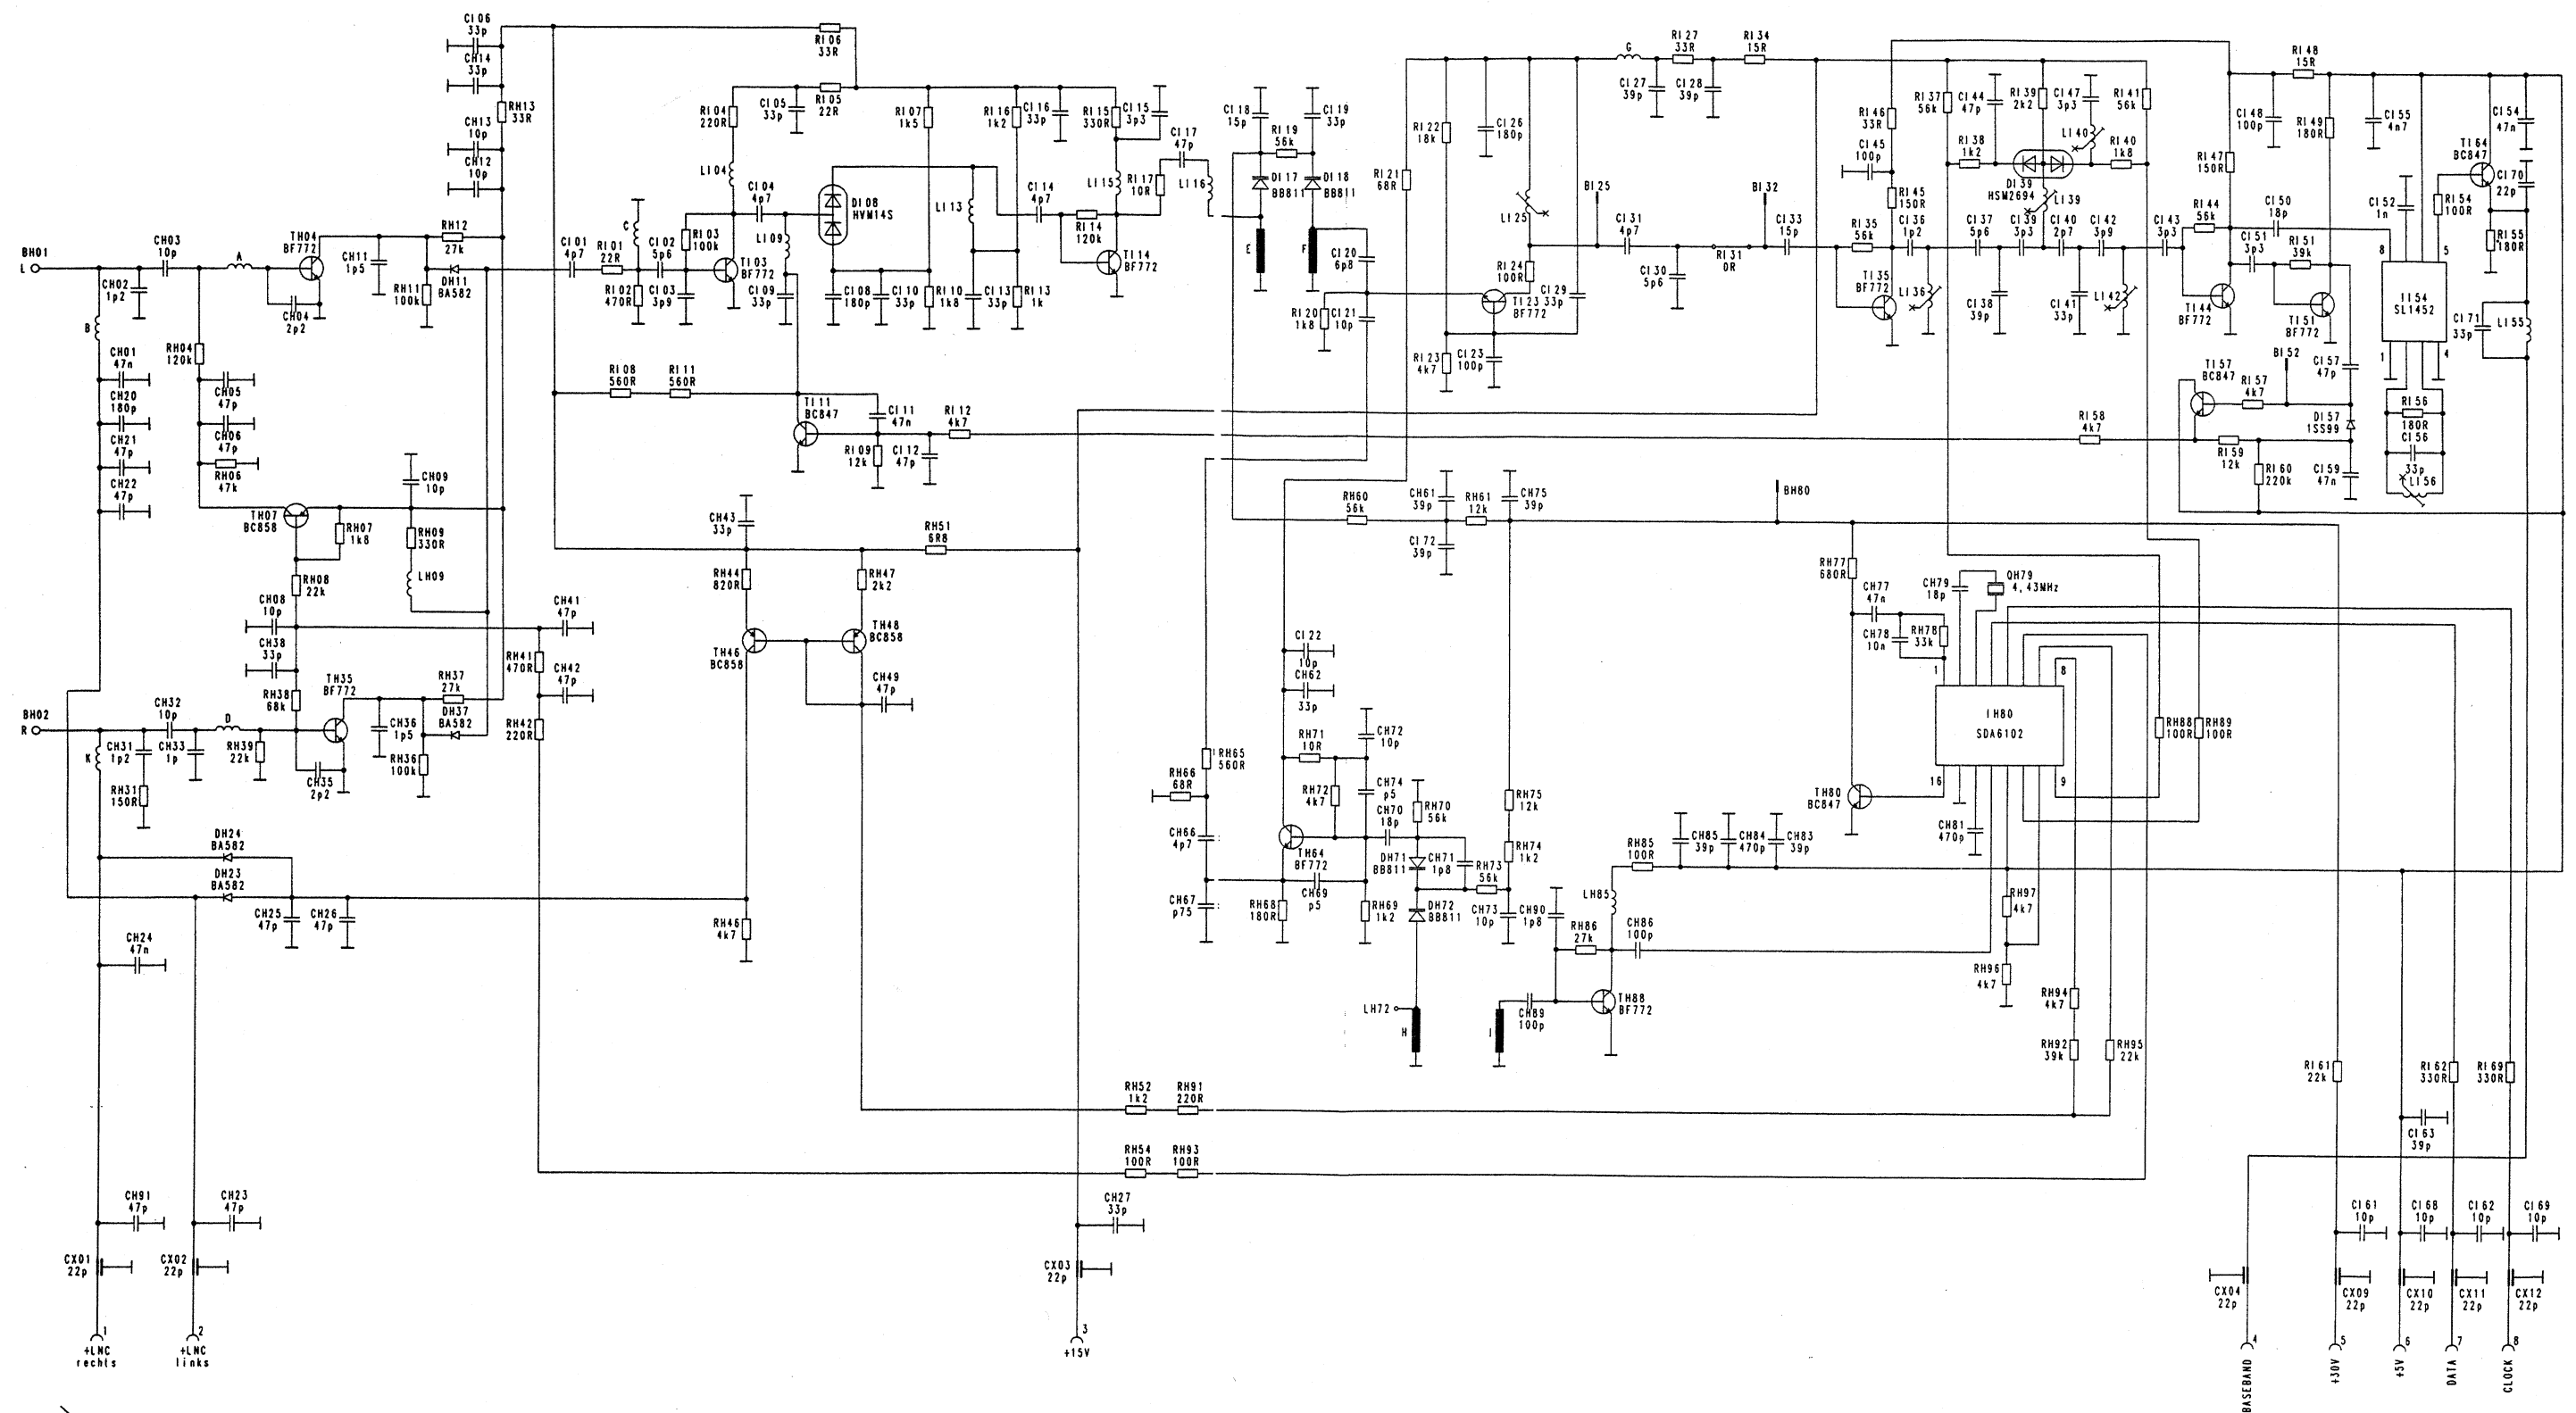 CI06
33p
CH14
33p
RH13
33R
CH13
10p
CH12
10p
RI06
33R
RI05
22R
RI04
220R
CI05
33p
LI04
RI07
1k5
RI16
1k2
CI16
33p
RI15
330R
CI15
3p3
CI17
47p
RI17
10R
LI15
LI16
CI04
4p7
DI08
HVM14S
LI13
CI14
4p7
RI14
120k
TI14
BF772
LI09
C
RI03
100k
CI01
4p7
RI01
22R
CI02
5p6
TI03
BF772
RI02
470R
CI03
3p9
CI09
33p
CI08
180p
CI10
33p
RI10
1k8
CI13
33p
RI13
1k
BH01
L
CH03
10p
CH02
1p2
A
TH04
BF772
CH04
2p2
CH11
1p5
RH12
27k
RH11
100k
DH11
BA582
B
CH01
47n
CH20
180p
CH21
47p
CH22
47p
RH04
120k
CH05
47p
CH06
47p
RH06
47k
TH07
BC858
RH07
1k8
CH09
10p
RH09
330R
LH09
RH08
22k
CH08
10p
CH38
33p
RH38
68k
RI08
560R
RI11
560R
TI11
BC847
CI11
47n
RI12
4k7
RI09
12k
CI12
47p
CH43
33p
RH51
6R8
RH44
820R
RH47
2k2
TH46
BC858
TH48
BC858
CH49
47p
CH41
47p
RH41
470R
CH42
47p
RH42
220R
BH02
R
CH32
10p
CH31
1p2
CH33
1p
RH31
150R
K
D
RH39
22k
TH35
BF772
CH35
2p2
RH37
27k
CH36
1p5
DH37
BA582
RH36
100k
DH24
BA582
DH23
BA582
CH25
47p
CH26
47p
CH24
47n
RH46
4k7
CH91
47p
CH23
47p
CX01
22p
CX02
22p
1
2
+LNC
rechts
+LNC
links
CI18
15p
CI19
33p
RI19
56k
DI17
BB811
DI18
BB811
E
F
CI20
6p8
RI20
1k8
CI21
10p
RI21
68R
RI22
18k
CI26
180p
G
CI27
39p
RI27
33R
CI28
39p
RI34
15R
LI25
RI24
100R
TI23
BF772
CI29
33p
RI23
4k7
CI23
100p
BI25
CI31
4p7
CI30
5p6
RI31
0R
BI32
CI33
15p
RI46
33R
CI45
100p
RI45
150R
RI35
56k
TI35
BF772
CI36
1p2
LI36
RI37
56k
CI44
47p
RI39
2k2
CI47
3p3
RI41
56k
RI38
1k2
LI40
RI40
1k8
DI39
HSM2694
LI39
CI37
5p6
CI39
3p3
CI40
2p7
CI42
3p9
CI43
3p3
CI38
39p
CI41
33p
LI42
RI44
56k
RI47
150R
TI44
BF772
CI48
100p
RI48
15R
RI49
180R
CI50
18p
CI51
3p3
RI51
39k
TI51
BF772
CI55
4n7
CI54
47n
TI64
BC847
CI70
22p
CI52
1n
RI54
100R
RI55
180R
8
5
II54
SL1452
1
4
CI71
33p
LI55
BI52
TI57
BC847
RI57
4k7
CI57
47p
DI57
1SS99
RI58
4k7
RI59
12k
RI60
220k
CI59
47n
RI56
180R
CI56
33p
LI56
RH60
56k
CH61
39p
RH61
12k
CH75
39p
CI72
39p
BH80
RH77
680R
CH77
47n
CH78
10n
RH78
33k
CH79
18p
QH79
4,43MHz
1
8
IH80
SDA6102
16
9
RH88
100R
RH89
100R
TH80
BC847
CH81
470p
CI22
10p
CH62
33p
RH65
560R
RH66
68R
CH66
4p7
CH67
p75
RH71
10R
CH72
10p
RH72
4k7
CH74
p5
CH70
18p
RH70
56k
TH64
BF772
CH69
p5
RH68
180R
RH69
1k2
DH71
BB811
CH71
1p8
RH73
56k
DH72
BB811
RH75
12k
RH74
1k2
CH73
10p
LH72
H
I
CH90
1p8
CH89
100p
RH86
27k
TH88
BF772
LH85
RH85
100R
CH86
100p
CH85
39p
CH84
470p
CH83
39p
RH97
4k7
RH96
4k7
RH94
4k7
RH92
39k
RH95
22k
RH52
1k2
RH91
220R
RH54
100R
RH93
100R
CH27
33p
CX03
22p
3
+15V
RI61
22k
RI62
330R
RI69
330R
CI63
39p
CI61
10p
CI68
10p
CI62
10p
CI69
10p
CX04
22p
CX09
22p
CX10
22p
CX11
22p
CX12
22p
4
5
6
7
8
BASEBAND
+30V
+5V
DATA
CLOCK